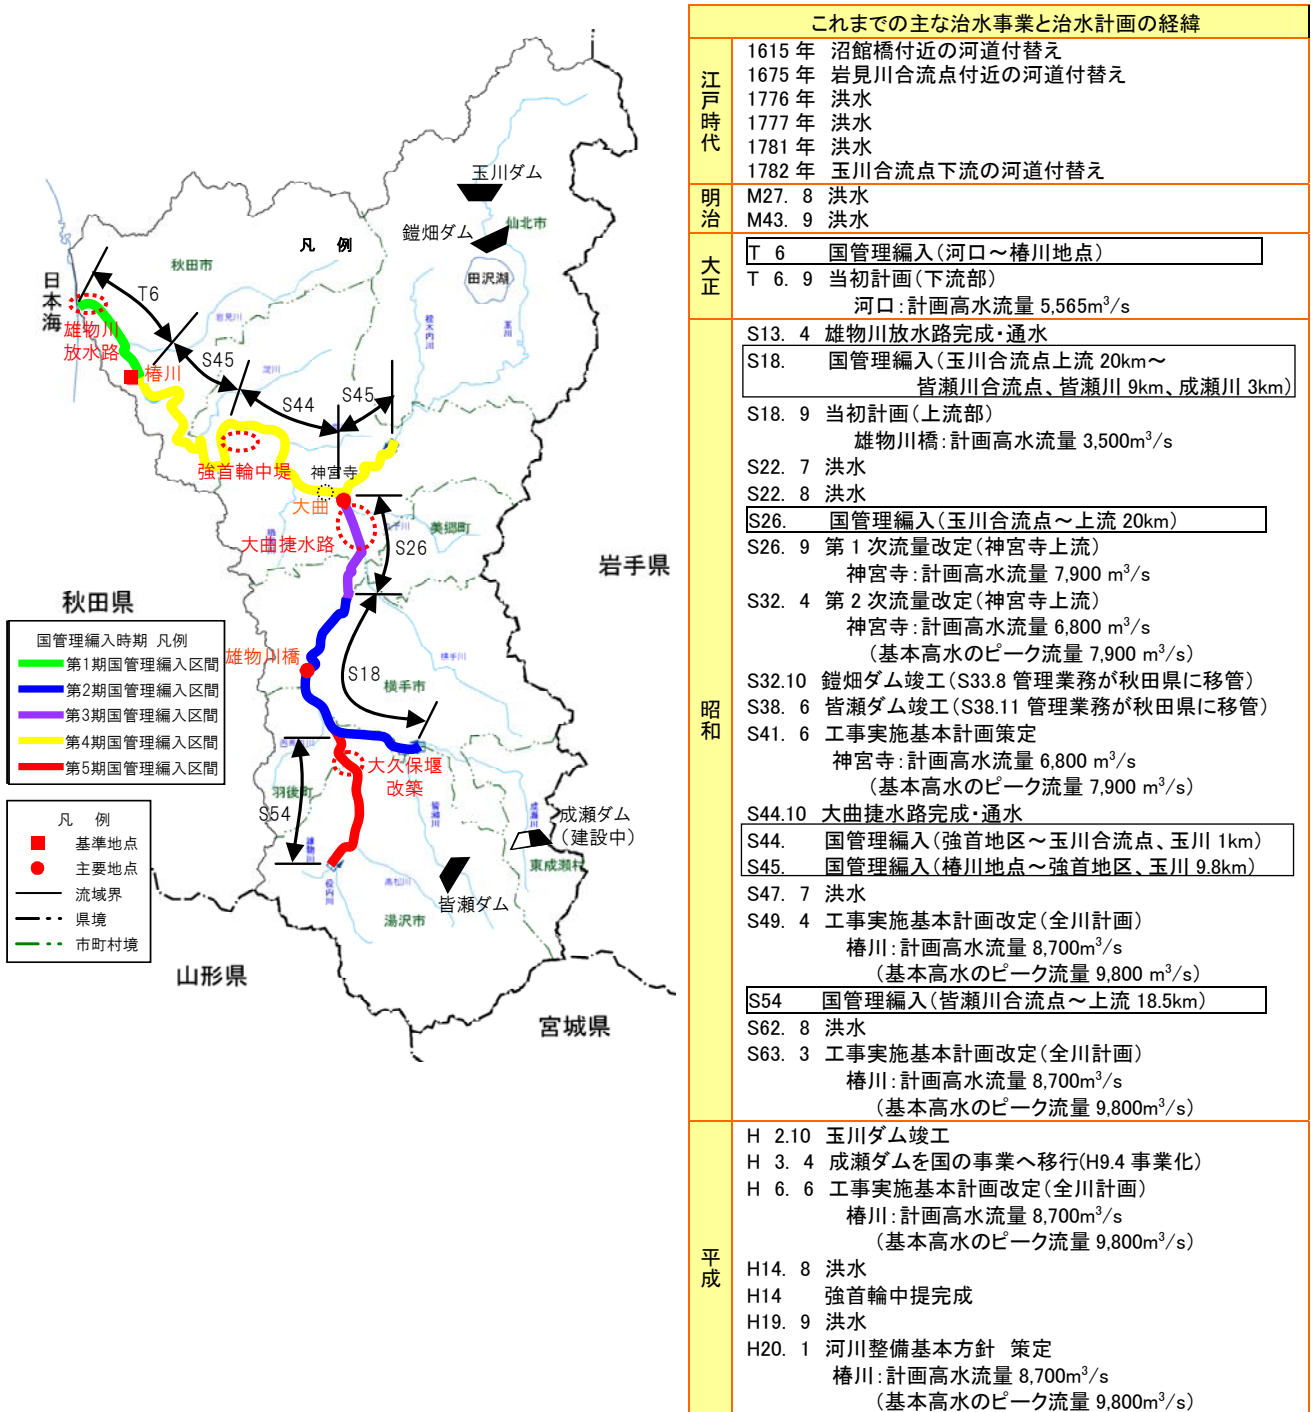 玉川ダム
鎧畑ダム
仙北市
凡 例
秋田市
田沢湖
日本海
T6
岩見川
桧木内川
玉川
雄物川
放水路
S45
椿川
淀川
S44
S45
強首輪中堤
神宮寺
大曲
美郷町
大曲捷水路
S26
岩手県
秋田県
国管理編入時期 凡例
第1期国管理編入区間
第2期国管理編入区間
第3期国管理編入区間
第4期国管理編入区間
第5期国管理編入区間
雄物川橋
横手川
S18
横手市
大久保堰
改築
羽後町
S54
皆瀬川
成瀬川
成瀬ダム
(建設中)
東成瀬村
雄物川
役内川
高松川
皆瀬ダム
湯沢市
凡 例
基準地点
主要地点
流域界
県境
市町村境
山形県
宮城県
これまでの主な治水事業と治水計画の経緯
江戸時代
1615年 沼館橋付近の河道付替え
1675年 岩見川合流点付近の河道付替え
1776年 洪水
1777年 洪水
1781年 洪水
1782年 玉川合流点下流の河道付替え
明治
M27. 8 洪水
M43. 9 洪水
大正
T 6 国管理編入(河口～椿川地点)
T 6. 9 当初計画(下流部)
河口:計画高水流量 5,565m³/s
昭和
S13. 4 雄物川放水路完成・通水
S18. 国管理編入(玉川合流点上流 20km～
皆瀬川合流点、皆瀬川 9km、成瀬川 3km)
S18. 9 当初計画(上流部)
雄物川橋:計画高水流量 3,500m³/s
S22. 7 洪水
S22. 8 洪水
S26. 国管理編入(玉川合流点～上流 20km)
S26. 9 第1次流量改定(神宮寺上流)
神宮寺:計画高水流量 7,900 m³/s
S32. 4 第2次流量改定(神宮寺上流)
神宮寺:計画高水流量 6,800 m³/s
(基本高水のピーク流量 7,900 m³/s)
S32.10 鎧畑ダム竣工(S33.8 管理業務が秋田県に移管)
S38. 6 皆瀬ダム竣工(S38.11 管理業務が秋田県に移管)
S41. 6 工事実施基本計画策定
神宮寺:計画高水流量 6,800 m³/s
(基本高水のピーク流量 7,900 m³/s)
S44.10 大曲捷水路完成・通水
S44. 国管理編入(強首地区～玉川合流点、玉川 1km)
S45. 国管理編入(椿川地点～強首地区、玉川 9.8km)
S47. 7 洪水
S49. 4 工事実施基本計画改定(全川計画)
椿川:計画高水流量 8,700m³/s
(基本高水のピーク流量 9,800 m³/s)
S54 国管理編入(皆瀬川合流点～上流 18.5km)
S62. 8 洪水
S63. 3 工事実施基本計画改定(全川計画)
椿川:計画高水流量 8,700m³/s
(基本高水のピーク流量 9,800m³/s)
平成
H 2.10 玉川ダム竣工
H 3. 4 成瀬ダムを国の事業へ移行(H9.4 事業化)
H 6. 6 工事実施基本計画改定(全川計画)
椿川:計画高水流量 8,700m³/s
(基本高水のピーク流量 9,800m³/s)
H14. 8 洪水
H14 強首輪中提完成
H19. 9 洪水
H20. 1 河川整備基本方針 策定
椿川:計画高水流量 8,700m³/s
(基本高水のピーク流量 9,800m³/s)